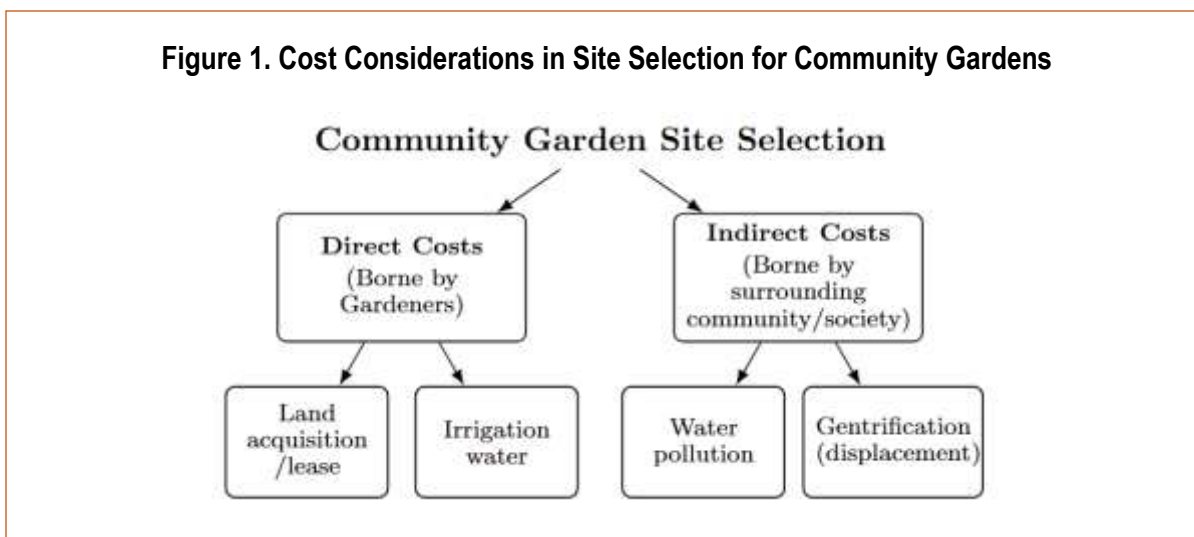 Figure 1. Cost Considerations in Site Selection for Community Gardens
Community Garden Site Selection
Direct Costs
(Borne by
Gardeners)
Indirect Costs
(Borne by
surrounding
community/society)
Land
acquisition
/lease
Irrigation
water
Water
pollution
Gentrification
(displacement)